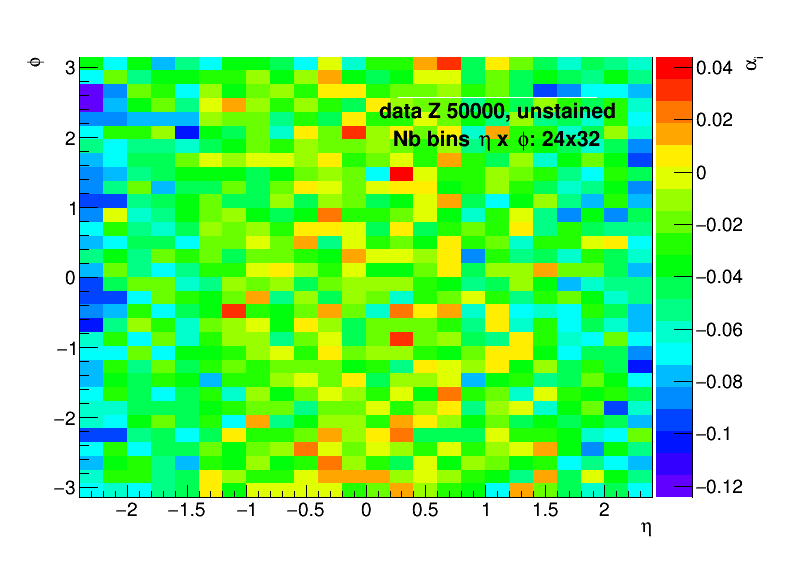 ϕ
α_i
data Z 50000, unstained
Nb bins η x ϕ: 24x32
3
2
1
0
−1
−2
−3
−2 −1.5 −1 −0.5 0 0.5 1 1.5 2
η
0.04
0.02
0
−0.02
−0.04
−0.06
−0.08
−0.1
−0.12